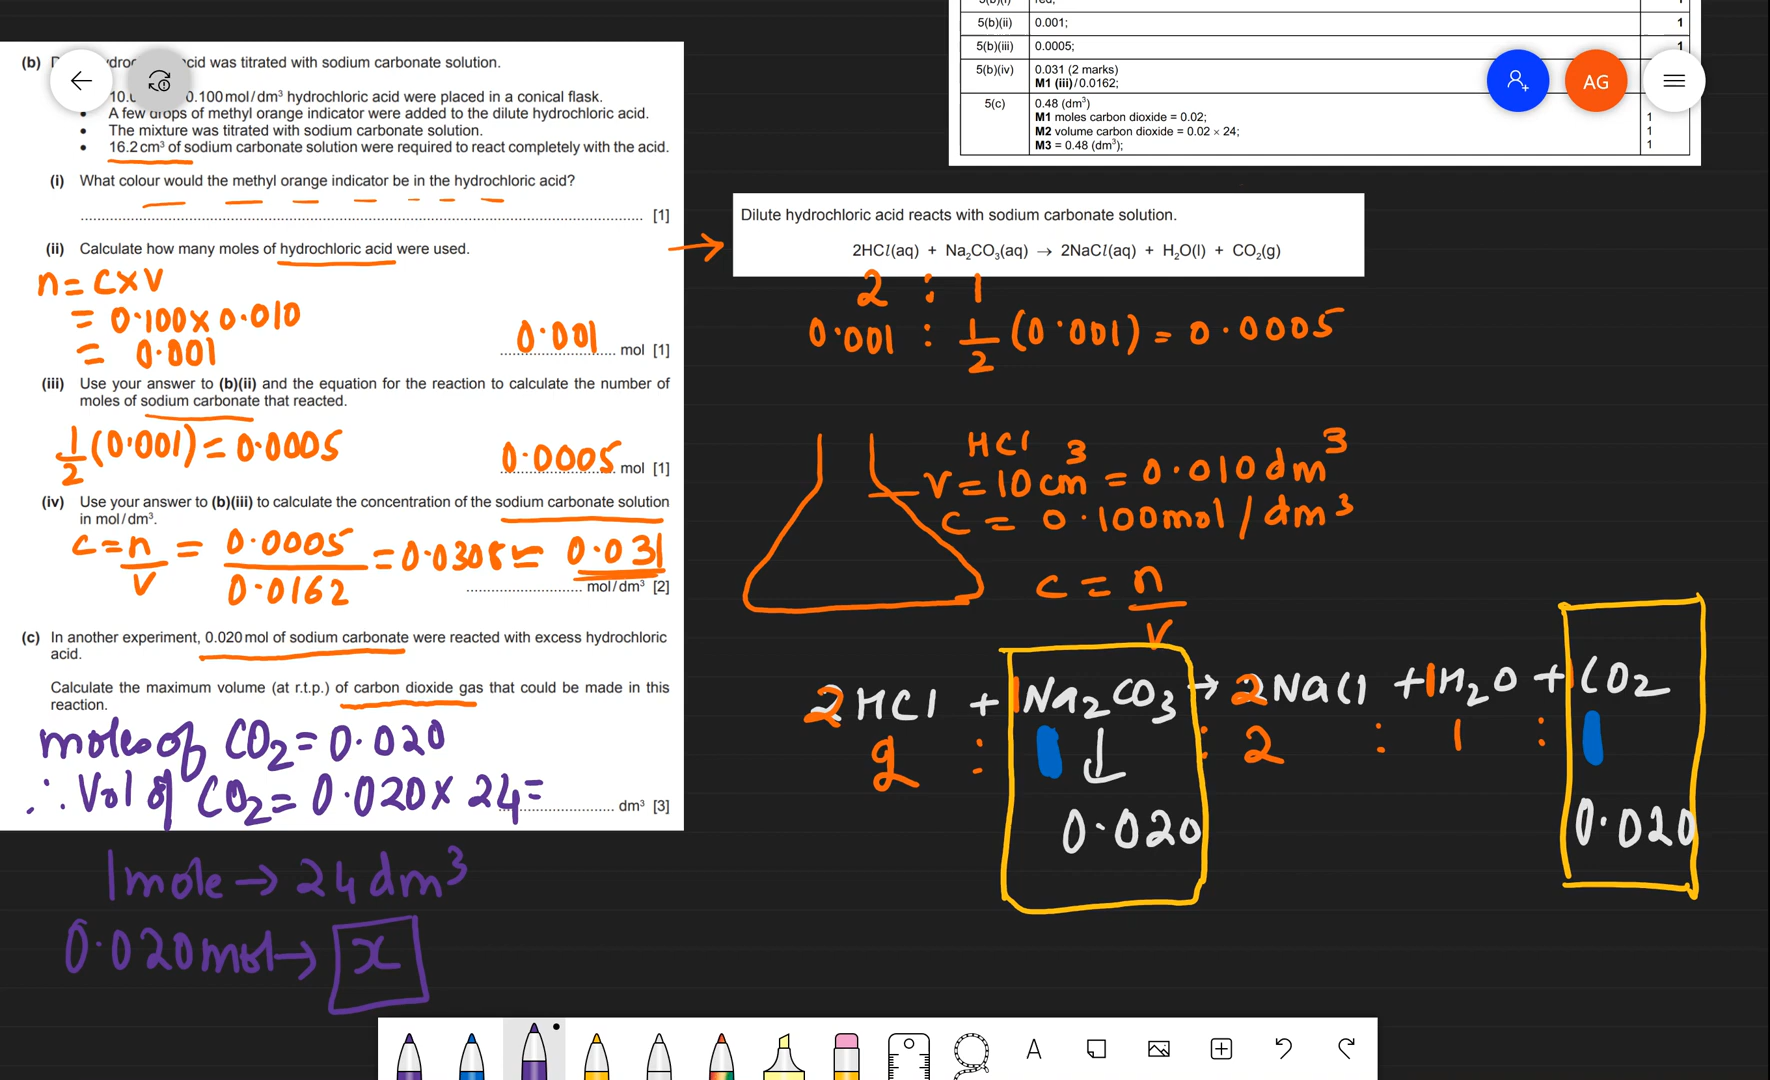 5(b)(ii) 0.001; 1
5(b)(iii) 0.0005; 1
5(b)(iv) 0.031 (2 marks)
M1 (iii)/0.0162;
5(c) 0.48 (dm³)
M1 moles carbon dioxide = 0.02; 1
M2 volume carbon dioxide = 0.02 × 24; 1
M3 = 0.48 (dm³); 1
AG
(b) cid was titrated with sodium carbonate solution.
0.100 mol/dm³ hydrochloric acid were placed in a conical flask.
• A few drops of methyl orange indicator were added to the dilute hydrochloric acid.
• The mixture was titrated with sodium carbonate solution.
• 16.2 cm³ of sodium carbonate solution were required to react completely with the acid.
(i) What colour would the methyl orange indicator be in the hydrochloric acid?
[1]
(ii) Calculate how many moles of hydrochloric acid were used.
n = C × V
= 0.100 × 0.010
= 0.001
0.001 mol [1]
(iii) Use your answer to (b)(ii) and the equation for the reaction to calculate the number of
moles of sodium carbonate that reacted.
1/2 (0.001) = 0.0005
0.0005 mol [1]
(iv) Use your answer to (b)(iii) to calculate the concentration of the sodium carbonate solution
in mol/dm³.
C = n/V = 0.0005/0.0162 = 0.0308 = 0.031
mol/dm³ [2]
(c) In another experiment, 0.020 mol of sodium carbonate were reacted with excess hydrochloric
acid.
Calculate the maximum volume (at r.t.p.) of carbon dioxide gas that could be made in this
reaction.
moles of CO2 = 0.020
∴ Vol of CO2 = 0.020 × 24 =
dm³ [3]
1 mole → 24 dm³
0.020 mol → x
Dilute hydrochloric acid reacts with sodium carbonate solution.
2HCl(aq) + Na₂CO₃(aq) → 2NaCl(aq) + H₂O(l) + CO₂(g)
2 : 1
0.001 : 1/2 (0.001) = 0.0005
HCl
V = 10 cm³ = 0.010 dm³
C = 0.100 mol/dm³
C = n/V
2HCl + 1Na2CO3 → 2NaCl + 1H2O + 1CO2
2 : 1 : 2 : 1 : 1
↓
0.020 0.020
A